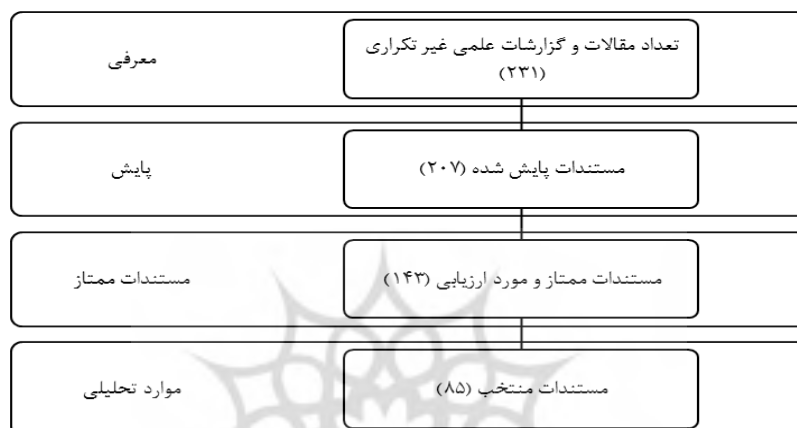 تعداد مقالات و گزارشات علمی غیر تکراری
(۲۳۱)
معرفی
مستندات پایش شده (۲۰۷)
پایش
مستندات ممتاز و مورد ارزیابی (۱۴۳)
مستندات ممتاز
مستندات منتخب (۸۵)
موارد تحلیلی